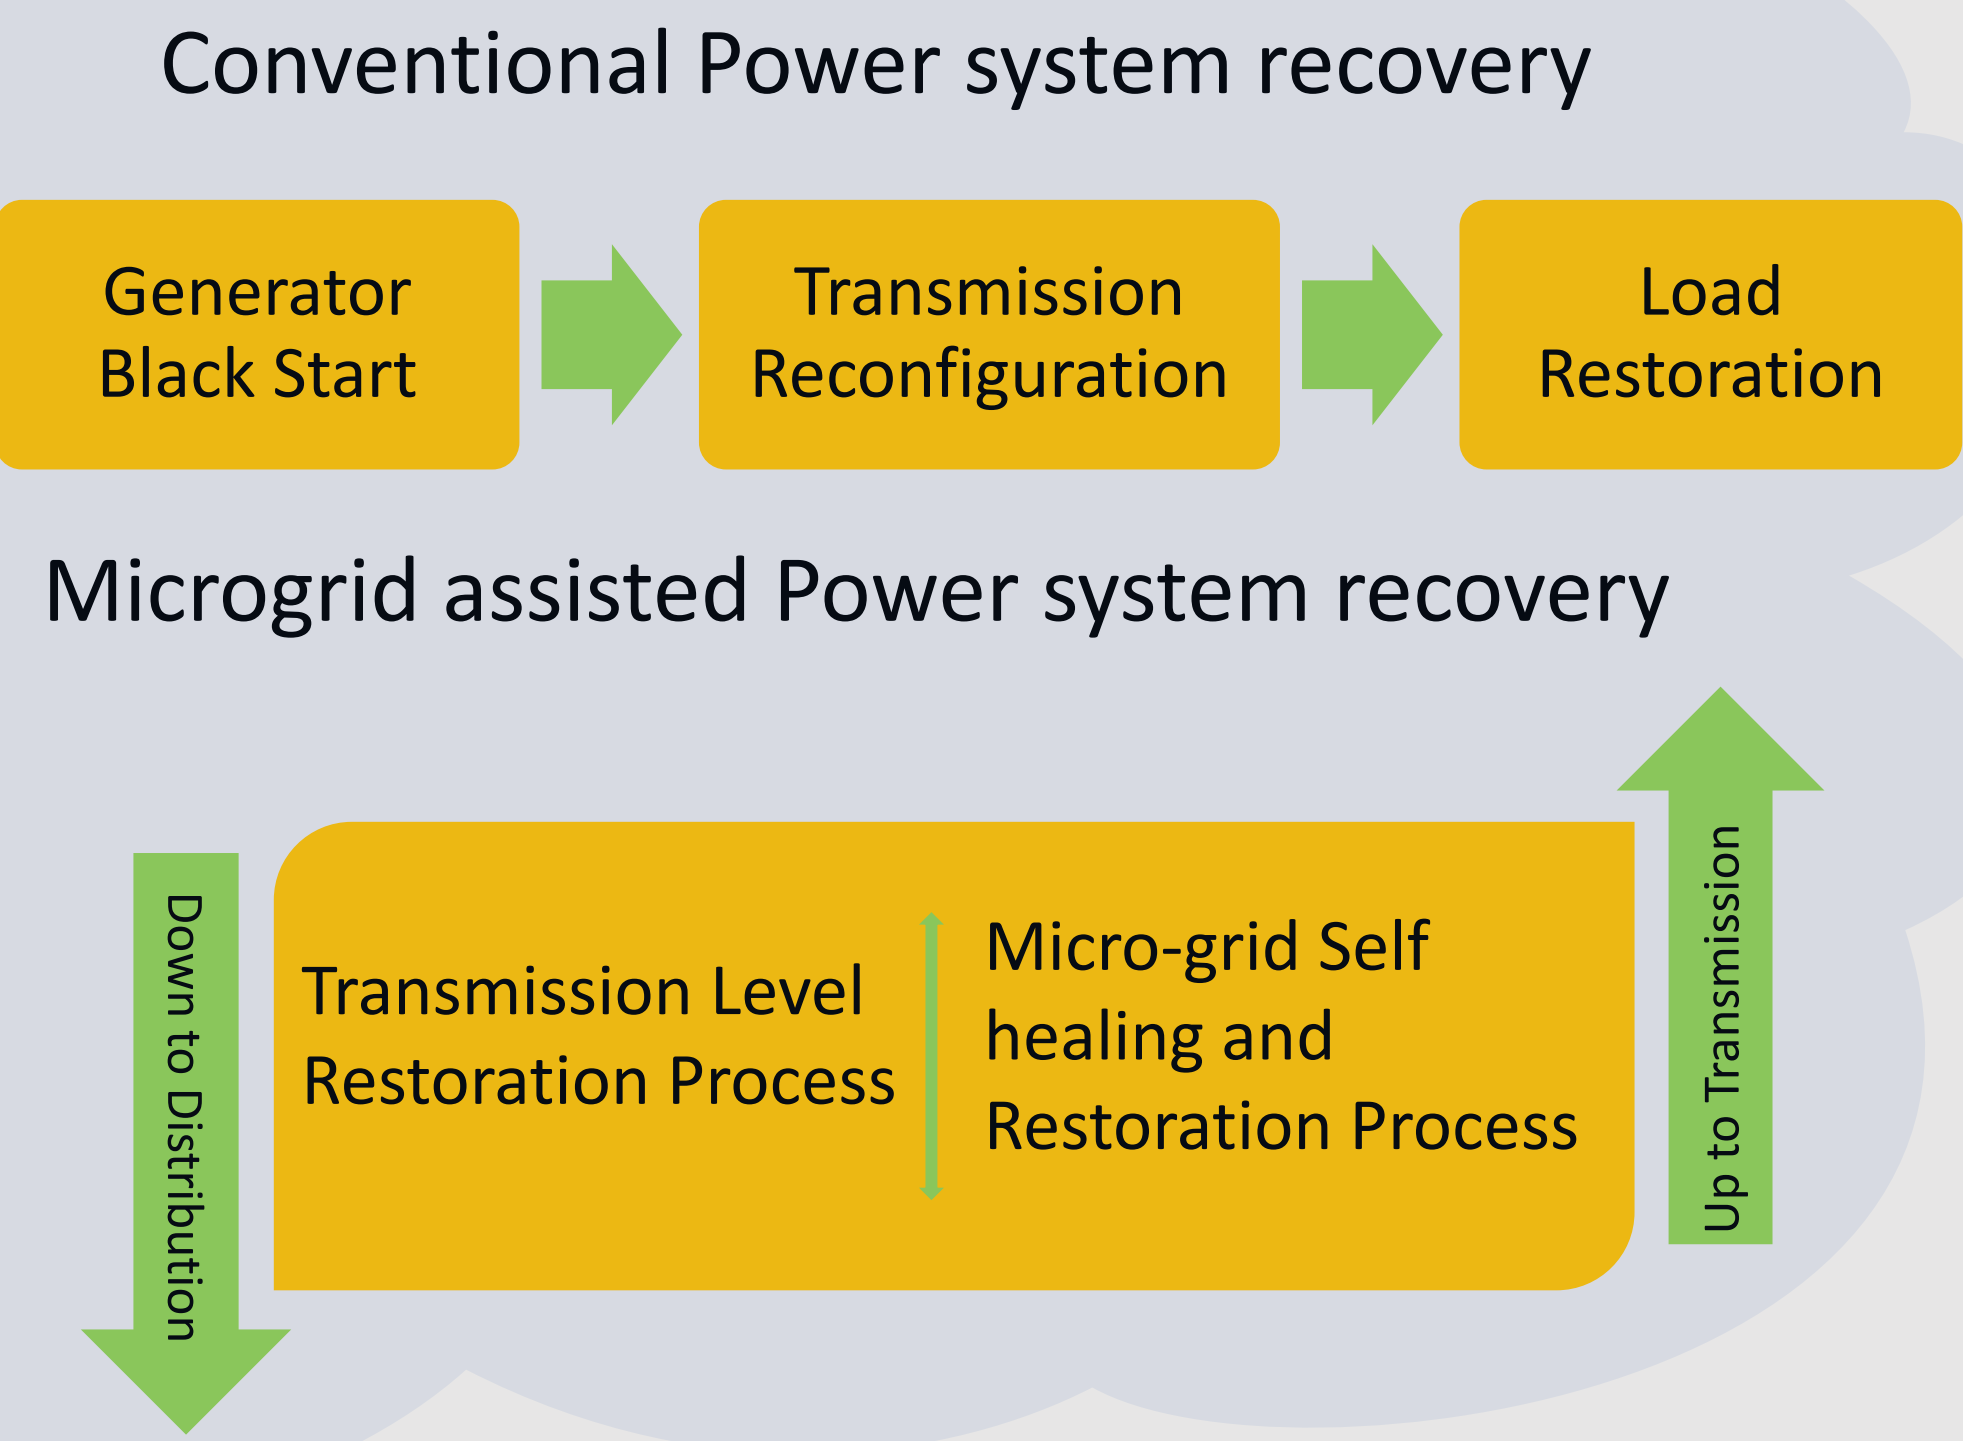 Conventional Power system recovery
Generator
Black Start
Transmission
Reconfiguration
Load
Restoration
Microgrid assisted Power system recovery
Down to Distribution
Transmission Level
Restoration Process
Micro-grid Self
healing and
Restoration Process
Up to Transmission